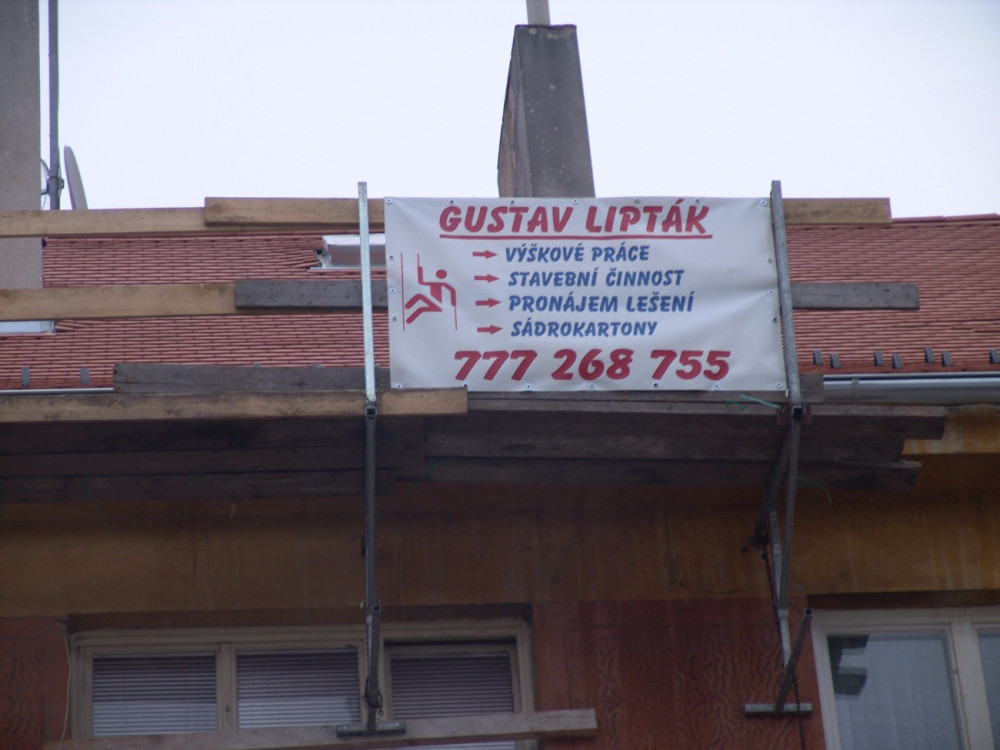 GUSTAV LIPTÁK
→ VÝŠKOVÉ PRÁCE
→ STAVEBNÍ ČINNOST
→ PRONÁJEM LEŠENÍ
→ SÁDROKARTONY
777 268 755